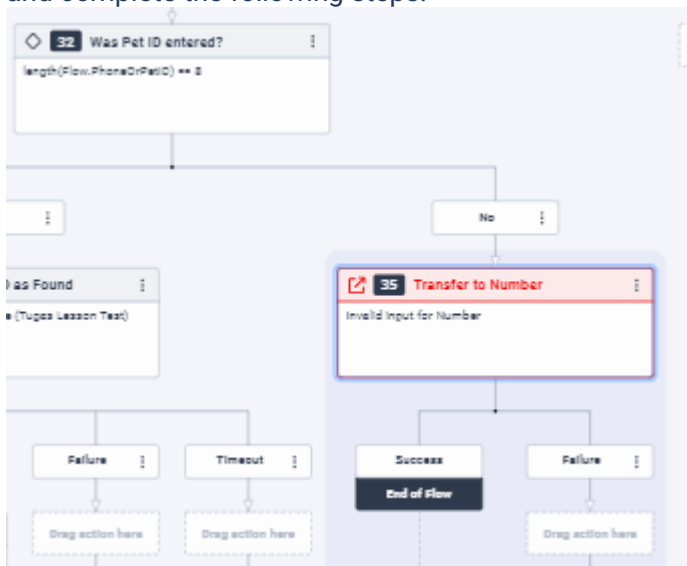 and complete the following steps.
32 Was Pet ID entered?
length(Flow.PhoneOrPetID) == 8
No
as Found
(Tugas Lesson Test)
35 Transfer to Number
Invalid Input for Number
Failure
Timeout
Success
End of Flow
Failure
Drag action here
Drag action here
Drag action here